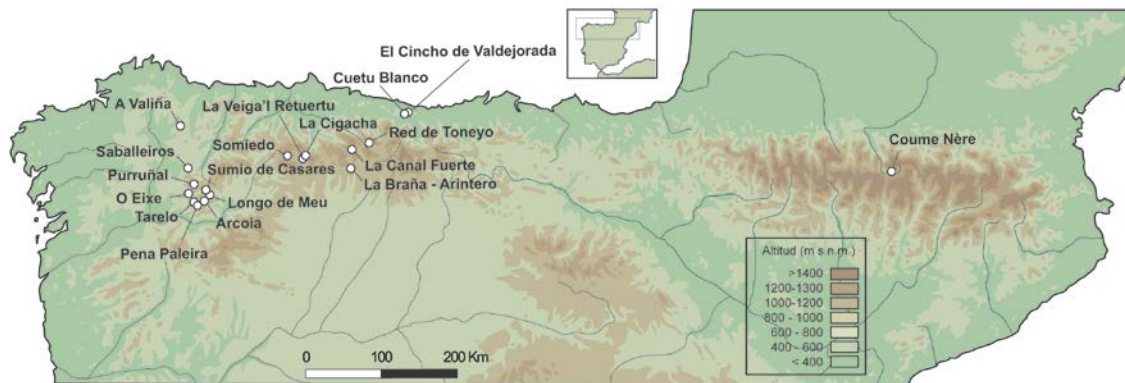 El Cincho de Valdejorada
Cuetu Blanco
A Valiña
La Veiga'l Retuertu
La Cigacha
Red de Toneyo
Saballeiros
Somiedo
La Canal Fuerte
Coume Nère
Purruñal
Sumio de Casares
La Braña - Arintero
O Eixe
Longo de Meu
Tarelo
Arcoia
Pena Paleira
Altitud (m s.n.m.)
>1400
1200-1300
1000-1200
800 - 1000
600 - 800
400 - 600
< 400
0 100 200 Km